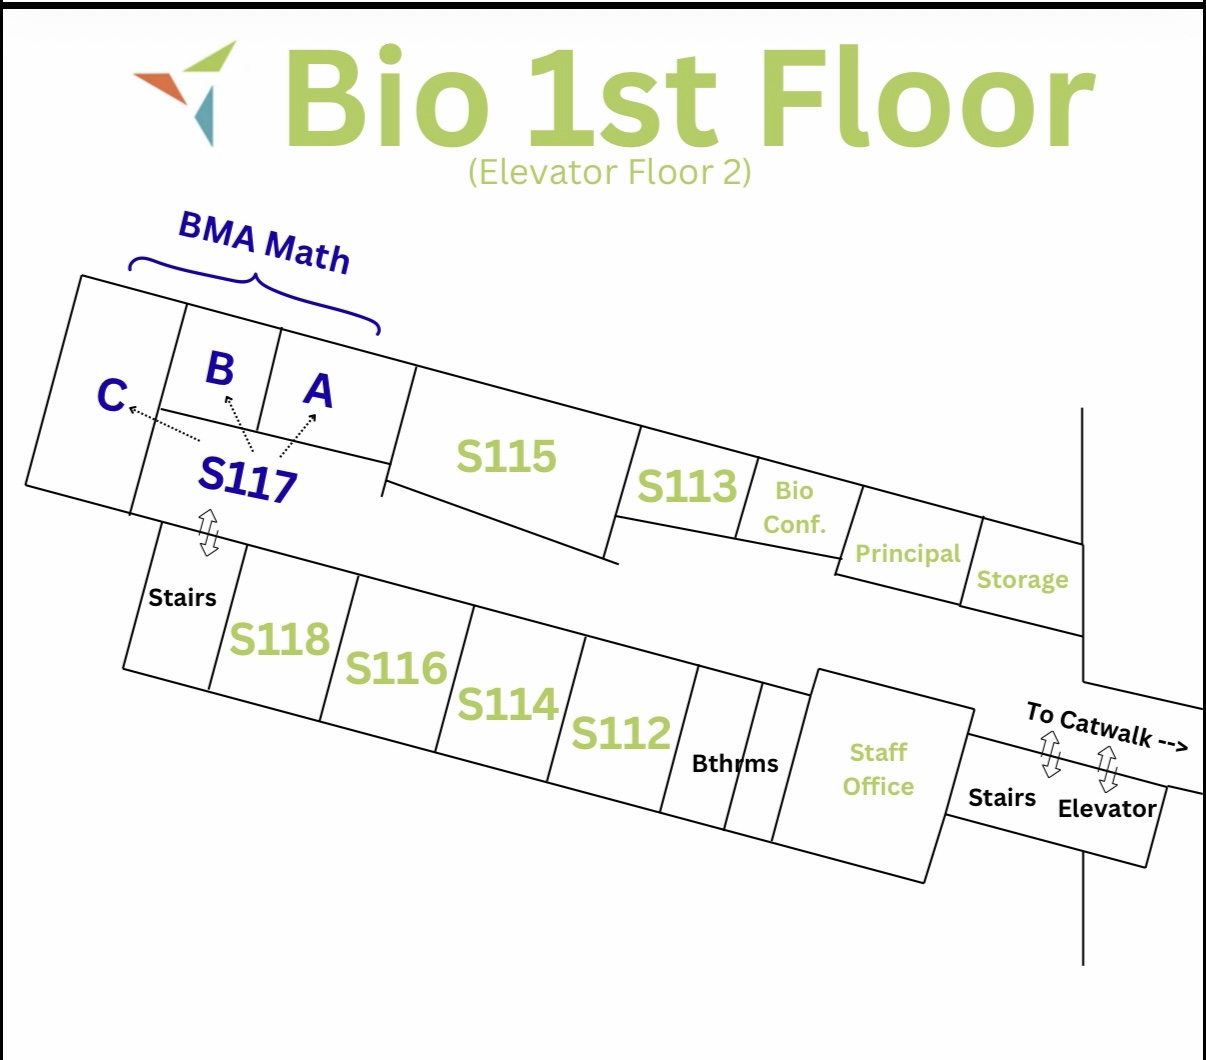 Bio 1st Floor
(Elevator Floor 2)
BMA Math
C
B
A
S117
S115
S113
Bio
Conf.
Principal
Storage
Stairs
S118
S116
S114
S112
Bthrms
Staff
Office
To Catwalk -->
Stairs
Elevator